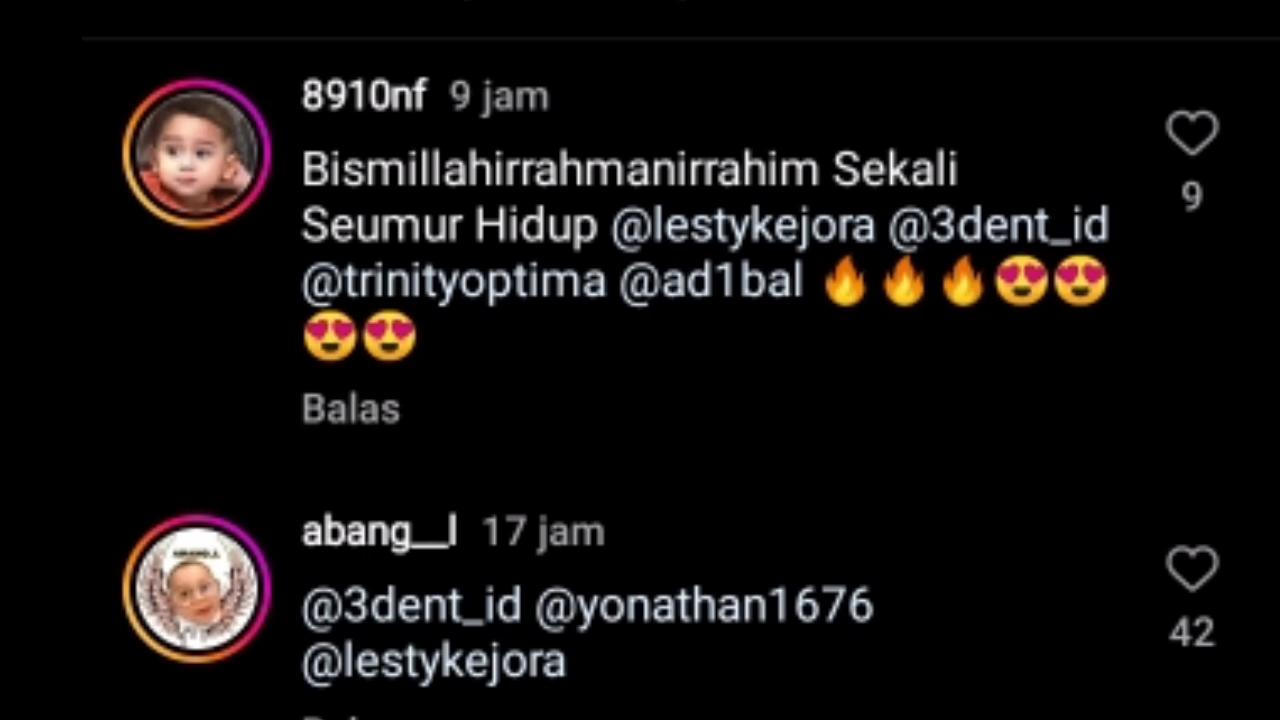 8910nf 9 jam
Bismillahirrahmanirrahim Sekali
Seumur Hidup @lestykejora @3dent_id
@trinityoptima @ad1bal 🔥🔥🔥😍😍
😍😍
9
Balas
abang__l 17 jam
@3dent_id @yonathan1676
@lestykejora
42